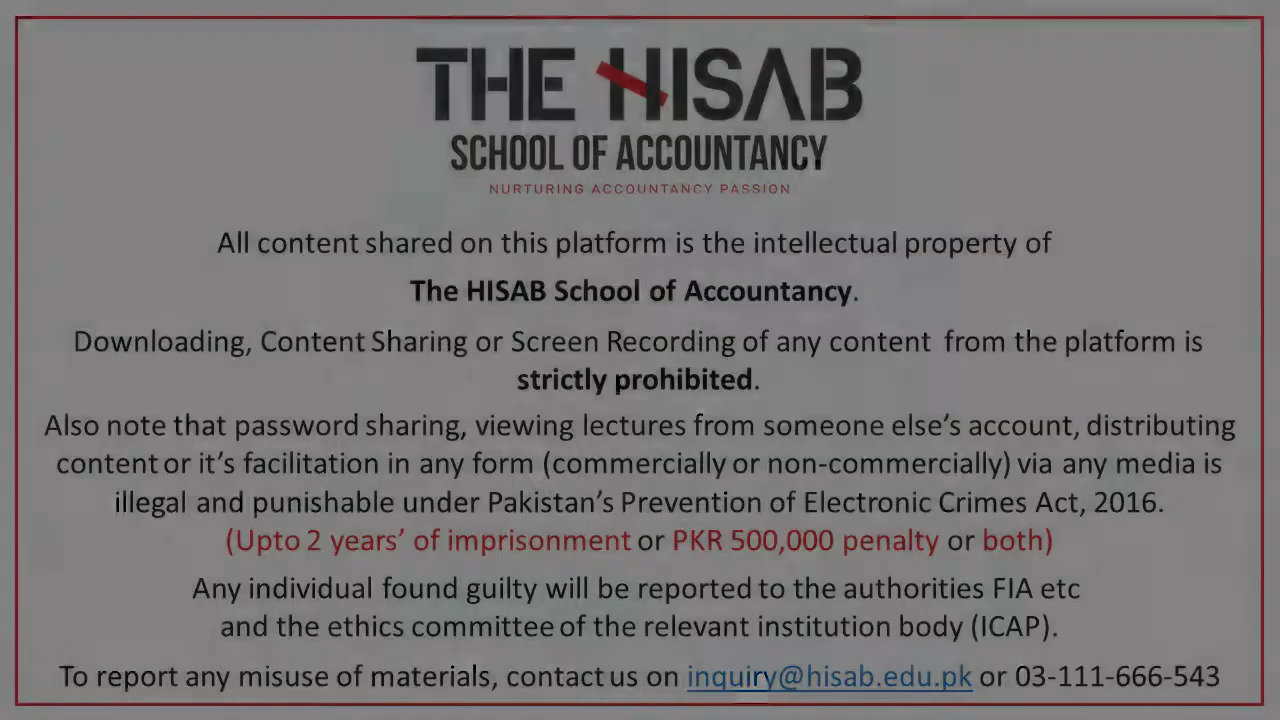 THE HISAB
SCHOOL OF ACCOUNTANCY
NURTURING ACCOUNTANCY PASSION
All content shared on this platform is the intellectual property of
The HISAB School of Accountancy.
Downloading, Content Sharing or Screen Recording of any content from the platform is
strictly prohibited.
Also note that password sharing, viewing lectures from someone else’s account, distributing
content or it’s facilitation in any form (commercially or non-commercially) via any media is
illegal and punishable under Pakistan’s Prevention of Electronic Crimes Act, 2016.
(Upto 2 years’ of imprisonment or PKR 500,000 penalty or both)
Any individual found guilty will be reported to the authorities FIA etc
and the ethics committee of the relevant institution body (ICAP).
To report any misuse of materials, contact us on inquiry@hisab.edu.pk or 03-111-666-543